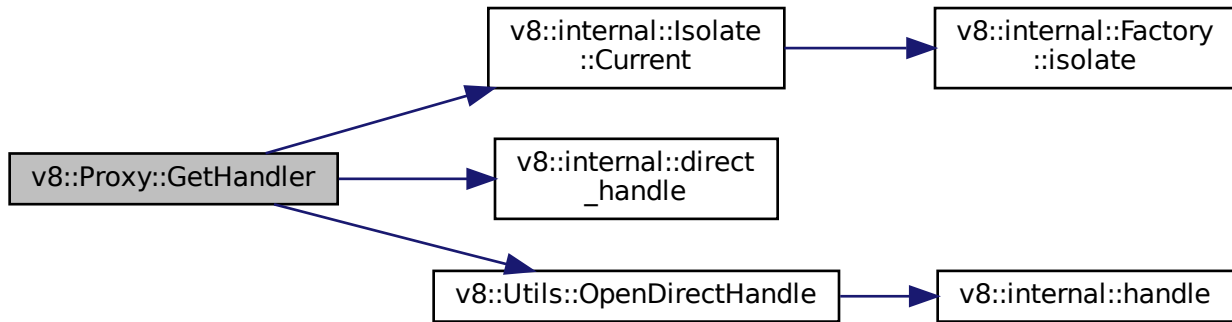 v8::Proxy::GetHandler
v8::internal::Isolate
::Current
v8::internal::Factory
::isolate
v8::internal::direct
_handle
v8::Utils::OpenDirectHandle
v8::internal::handle